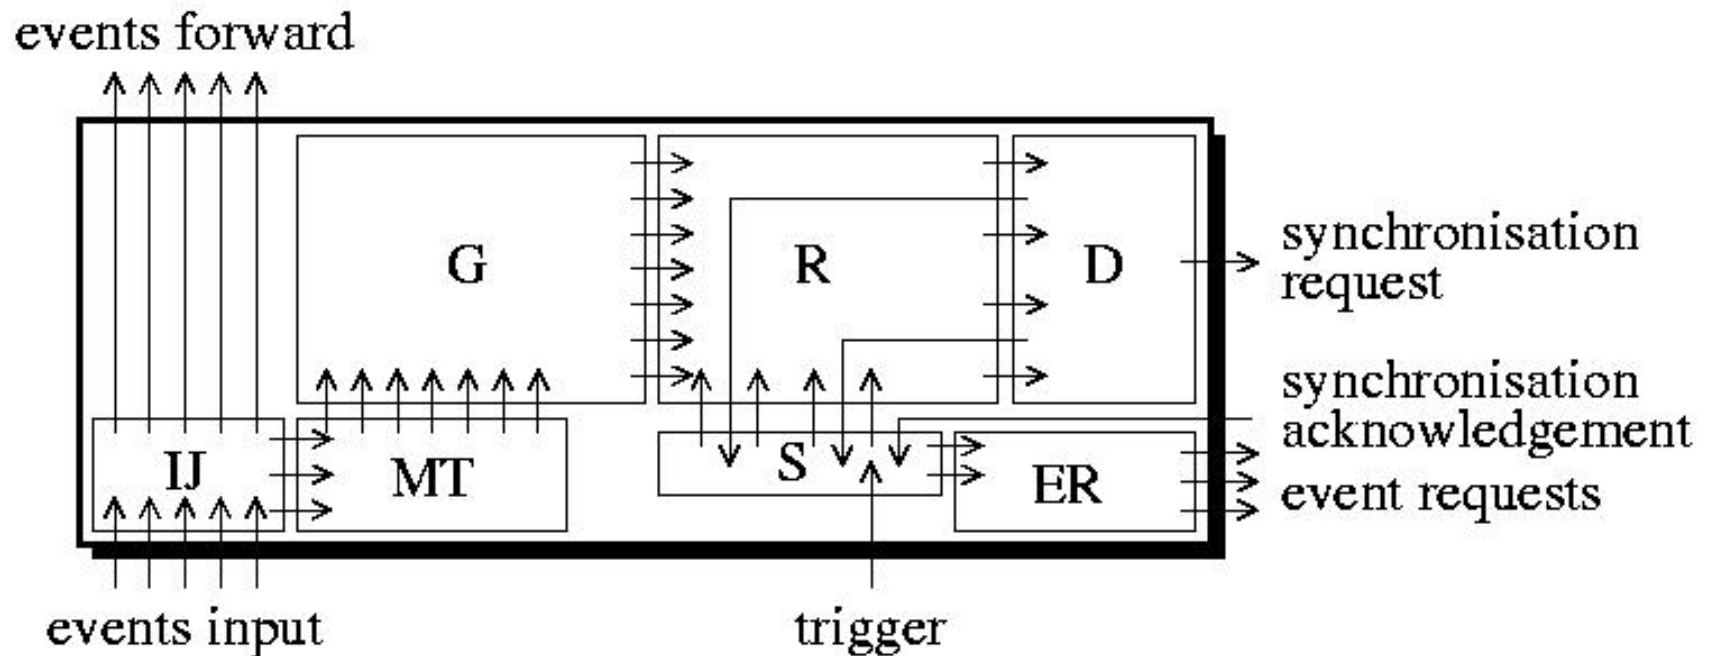 events forward
G
R
D
synchronisation
request
synchronisation
acknowledgement
IJ
MT
S
ER
event requests
events input
trigger